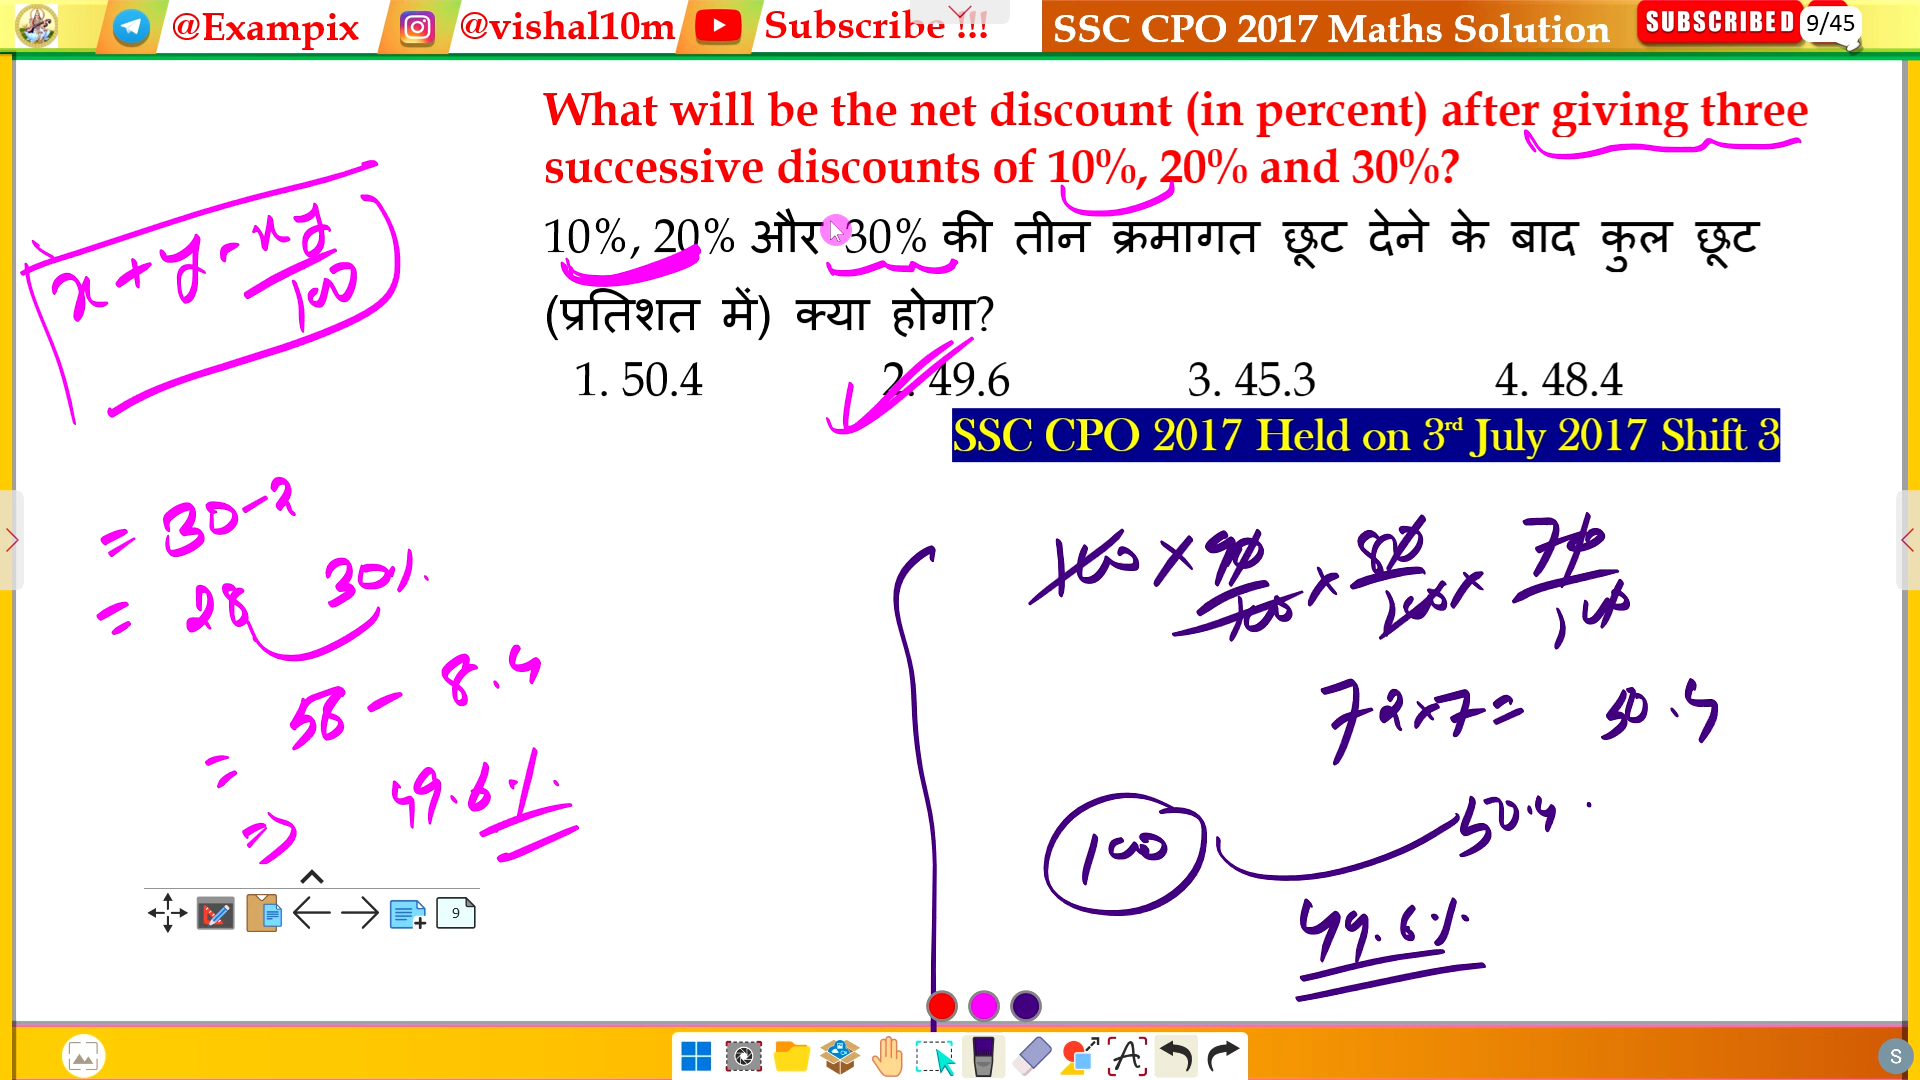 @Exampix @vishal10m Subscribe !!! SSC CPO 2017 Maths Solution SUBSCRIBED 9/45
What will be the net discount (in percent) after giving three
successive discounts of 10%, 20% and 30%?
10%, 20% और 30% की तीन क्रमागत छूट देने के बाद कुल छूट
(प्रतिशत में) क्या होगा?
1. 50.4 2. 49.6 3. 45.3 4. 48.4
SSC CPO 2017 Held on 3rd July 2017 Shift 3
x + y - xy/100
= 30 - 2
= 28 30%.
58 - 8.4
=
=> 49.6%.
100 × 90/100 × 80/100 × 70/100
72 × 7 = 50.4
100 50.4
49.6%
9
S